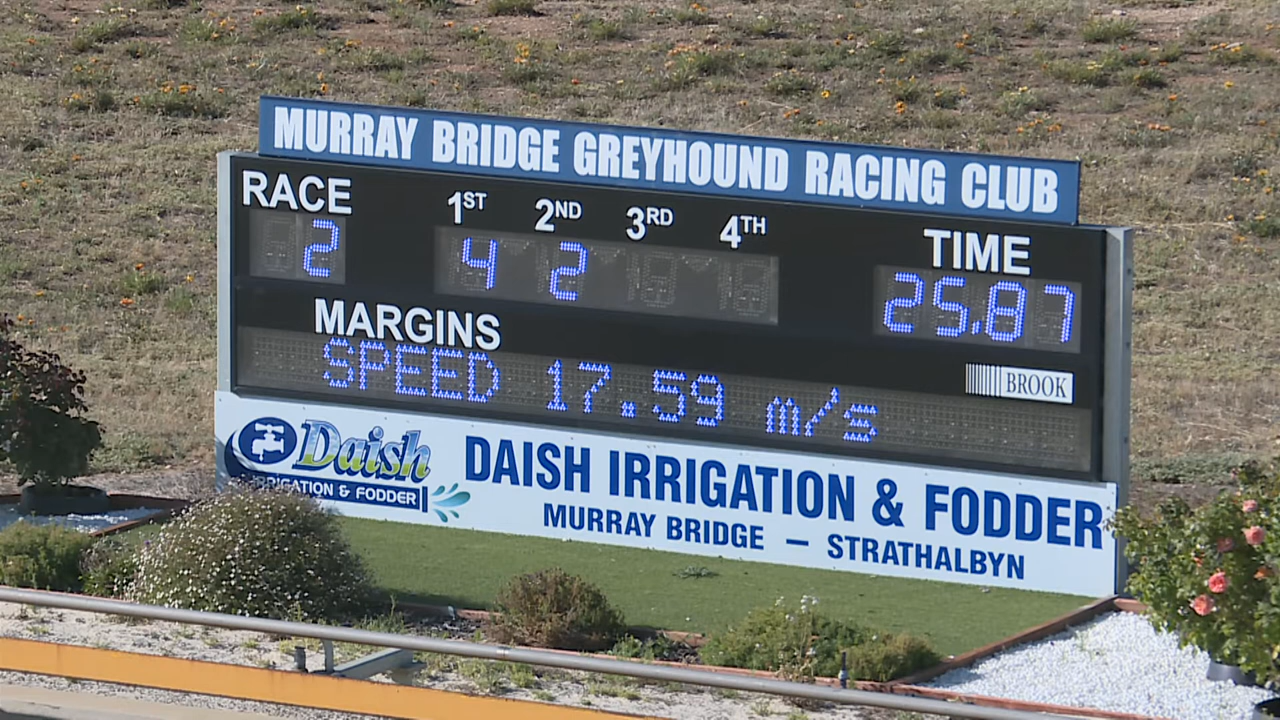 MURRAY BRIDGE GREYHOUND RACING CLUB
RACE 1ST 2ND 3RD 4TH TIME
2 4 2 25.87
MARGINS
SPEED 17.59 m/s
BROOK
Daish
IRRIGATION & FODDER
DAISH IRRIGATION & FODDER
MURRAY BRIDGE – STRATHALBYN